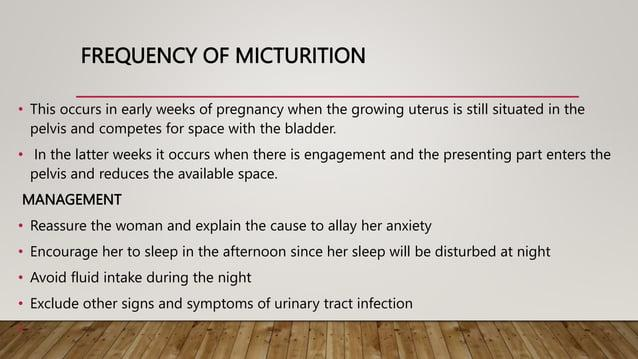 FREQUENCY OF MICTURITION
• This occurs in early weeks of pregnancy when the growing uterus is still situated in the
pelvis and competes for space with the bladder.
• In the latter weeks it occurs when there is engagement and the presenting part enters the
pelvis and reduces the available space.
MANAGEMENT
• Reassure the woman and explain the cause to allay her anxiety
• Encourage her to sleep in the afternoon since her sleep will be disturbed at night
• Avoid fluid intake during the night
• Exclude other signs and symptoms of urinary tract infection